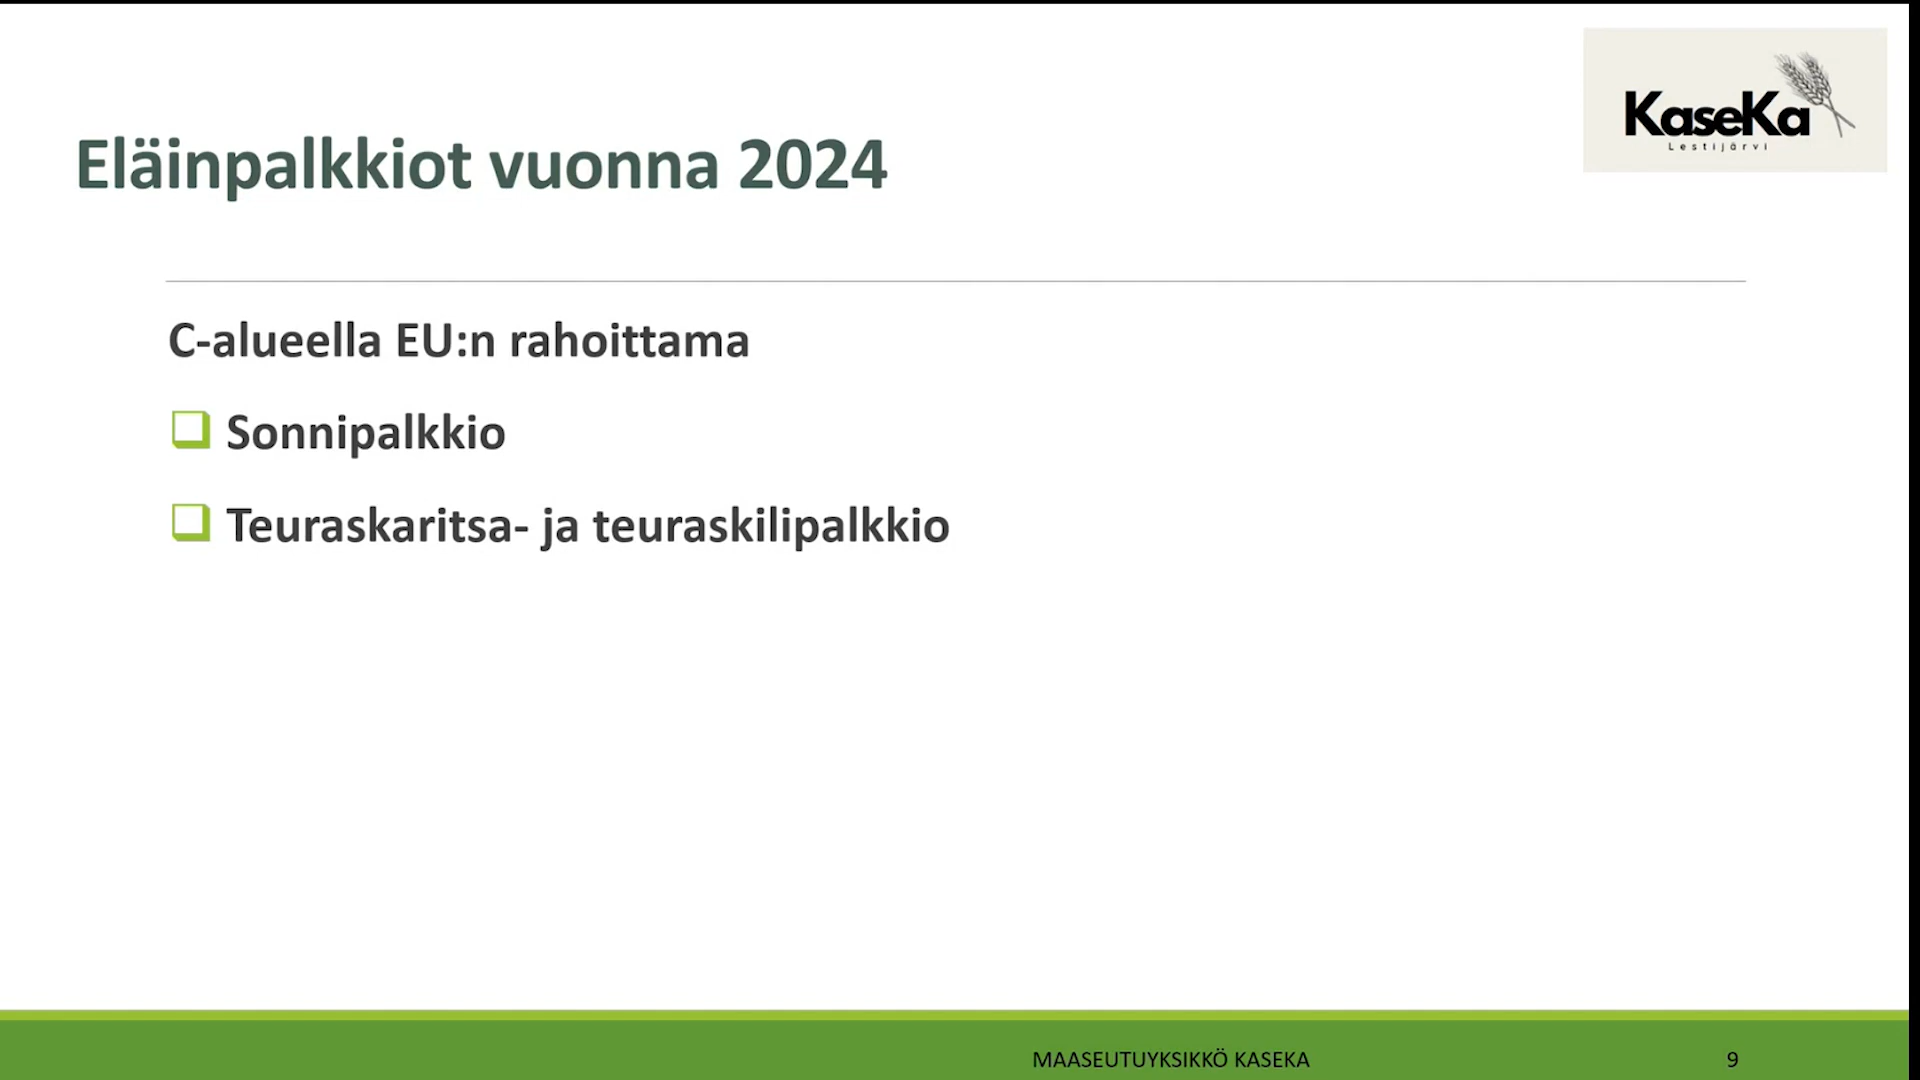 KaseKa
Lestijärvi
Eläinpalkkiot vuonna 2024
C-alueella EU:n rahoittama
Sonnipalkkio
Teuraskaritsa- ja teuraskilipalkkio
MAASEUTUYKSIKKÖ KASEKA
9